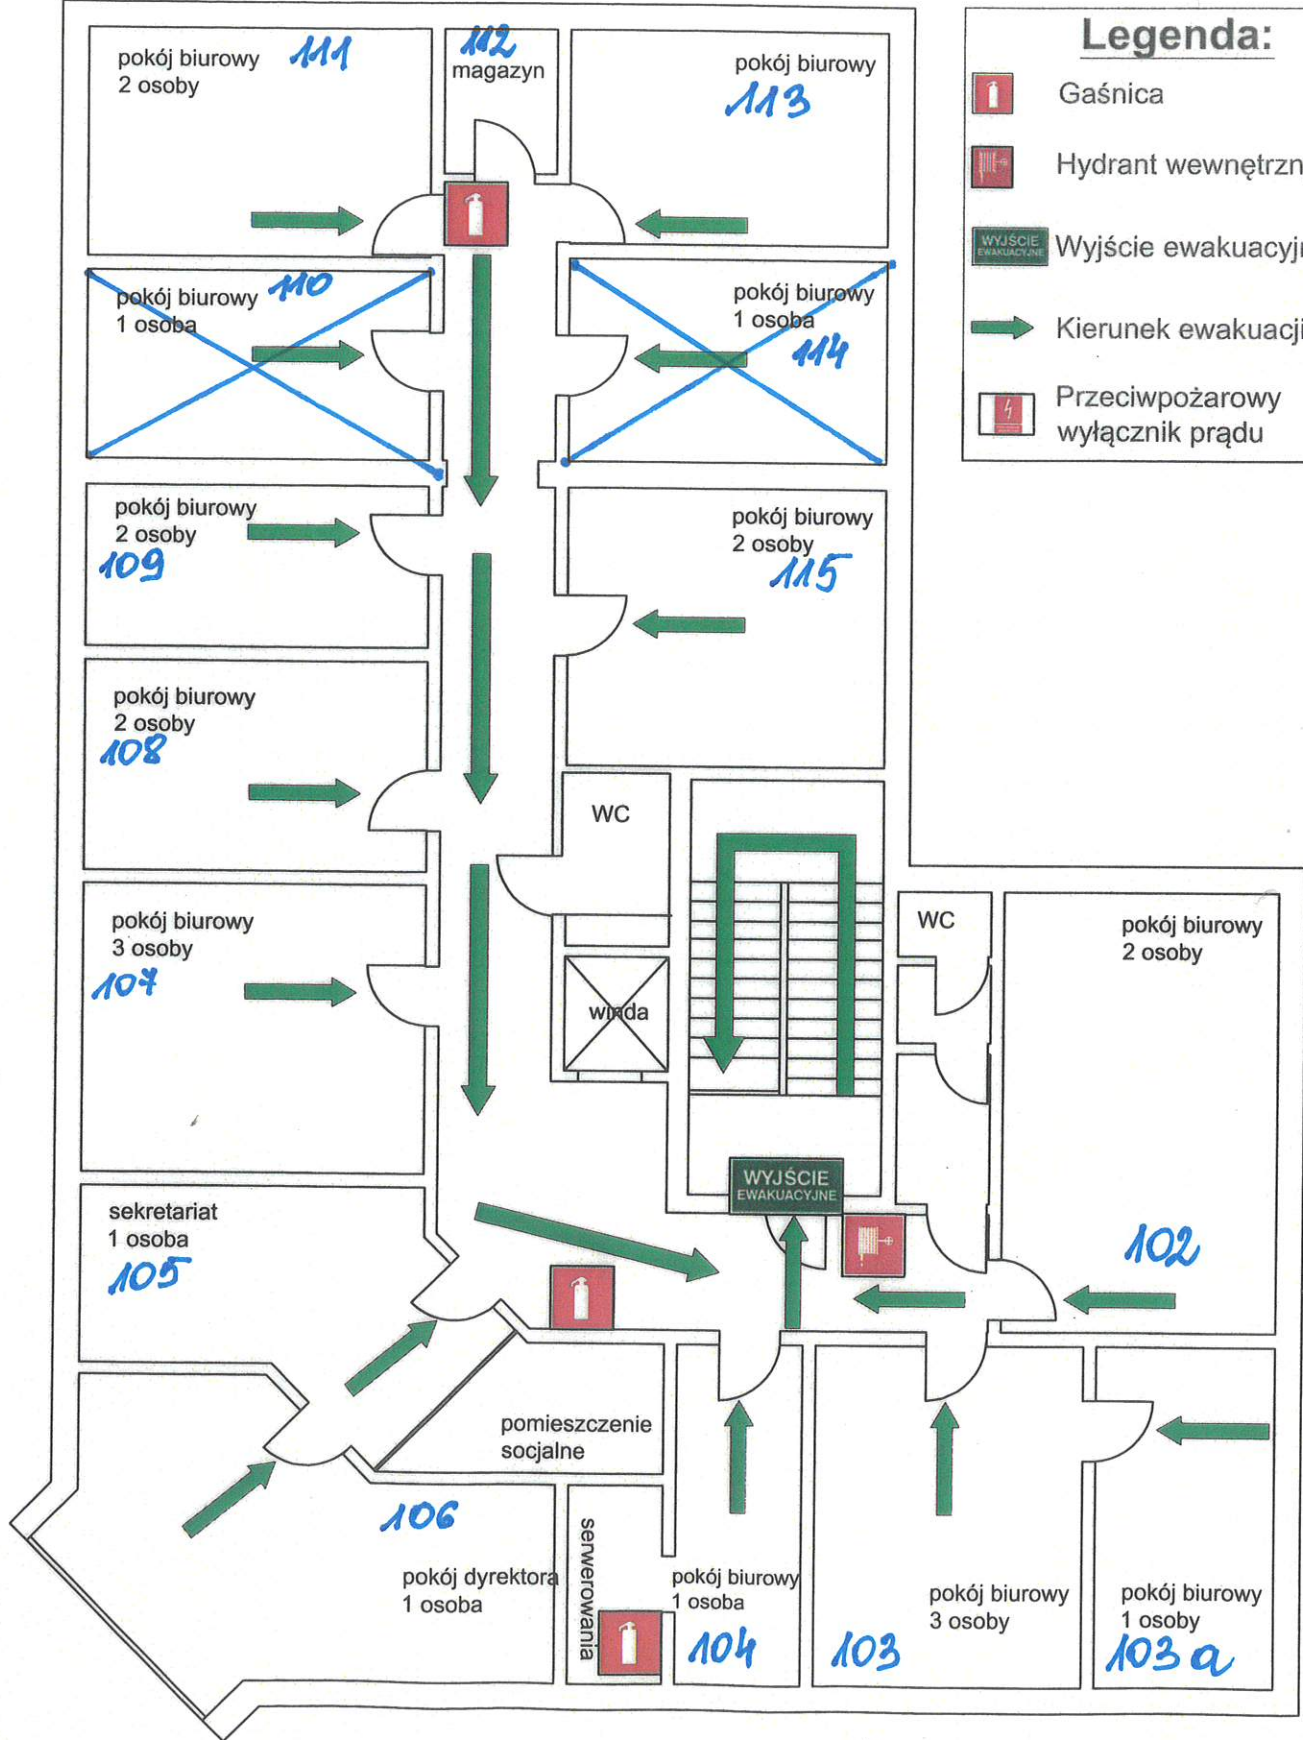 111
pokój biurowy
2 osoby
112
magazyn
pokój biurowy
113
Legenda:
Gaśnica
Hydrant wewnętrzn
WYJŚCIE
EWAKUACYJNE
Wyjście ewakuacyj
Kierunek ewakuacji
Przeciwpożarowy
wyłącznik prądu
110
pokój biurowy
1 osoba
pokój biurowy
1 osoba
114
pokój biurowy
2 osoby
109
pokój biurowy
2 osoby
115
pokój biurowy
2 osoby
108
WC
pokój biurowy
3 osoby
107
winda
WC
pokój biurowy
2 osoby
102
WYJŚCIE
EWAKUACYJNE
sekretariat
1 osoba
105
pomieszczenie
socjalne
106
pokój dyrektora
1 osoba
serwerowania
pokój biurowy
1 osoba
104
pokój biurowy
3 osoby
103
pokój biurowy
1 osoby
103 a